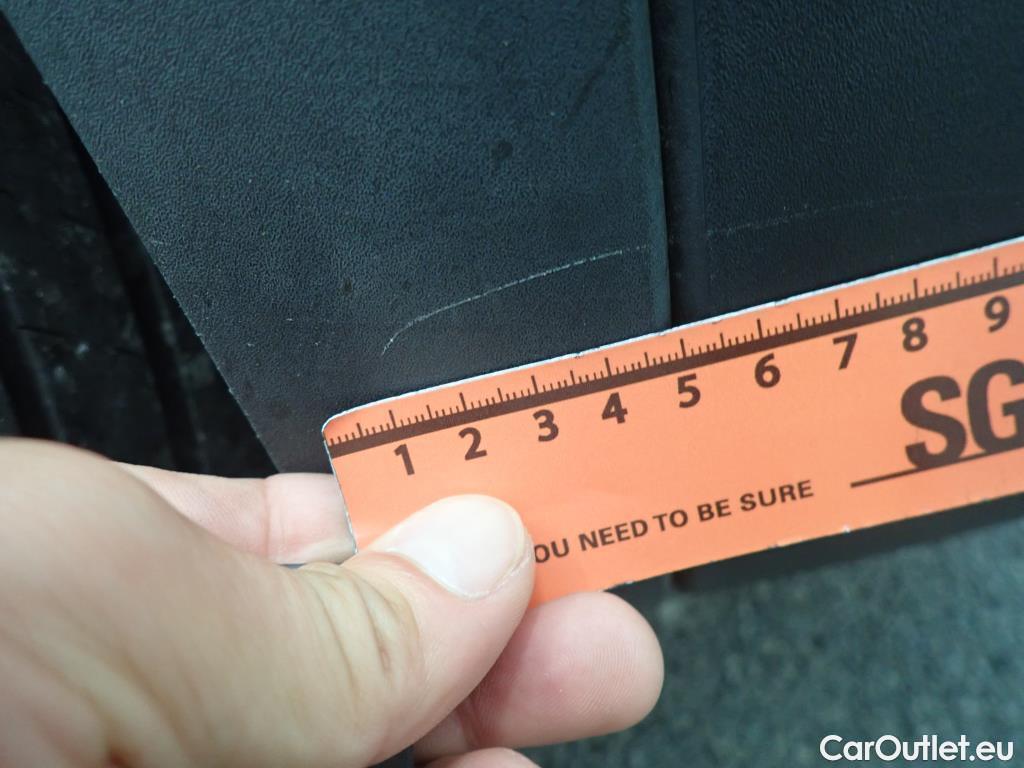 1 2 3 4 5 6 7 8 9
SG
OU NEED TO BE SURE
CarOutlet.eu